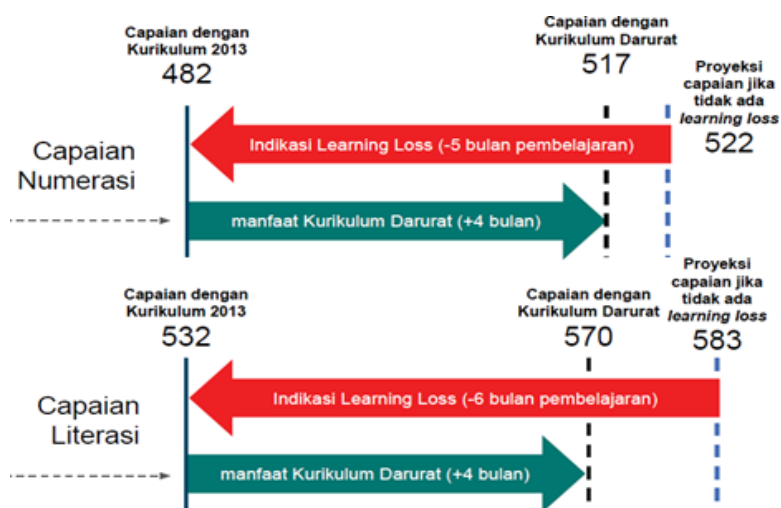 Capaian dengan
Kurikulum 2013
482
Capaian dengan
Kurikulum Darurat
517
Proyeksi
capaian jika
tidak ada
learning loss
522
Indikasi Learning Loss (-5 bulan pembelajaran)
Capaian
Numerasi
manfaat Kurikulum Darurat (+4 bulan)
Capaian dengan
Kurikulum 2013
532
Capaian dengan
Kurikulum Darurat
570
Proyeksi
capaian jika
tidak ada
learning loss
583
Indikasi Learning Loss (-6 bulan pembelajaran)
Capaian
Literasi
manfaat Kurikulum Darurat (+4 bulan)